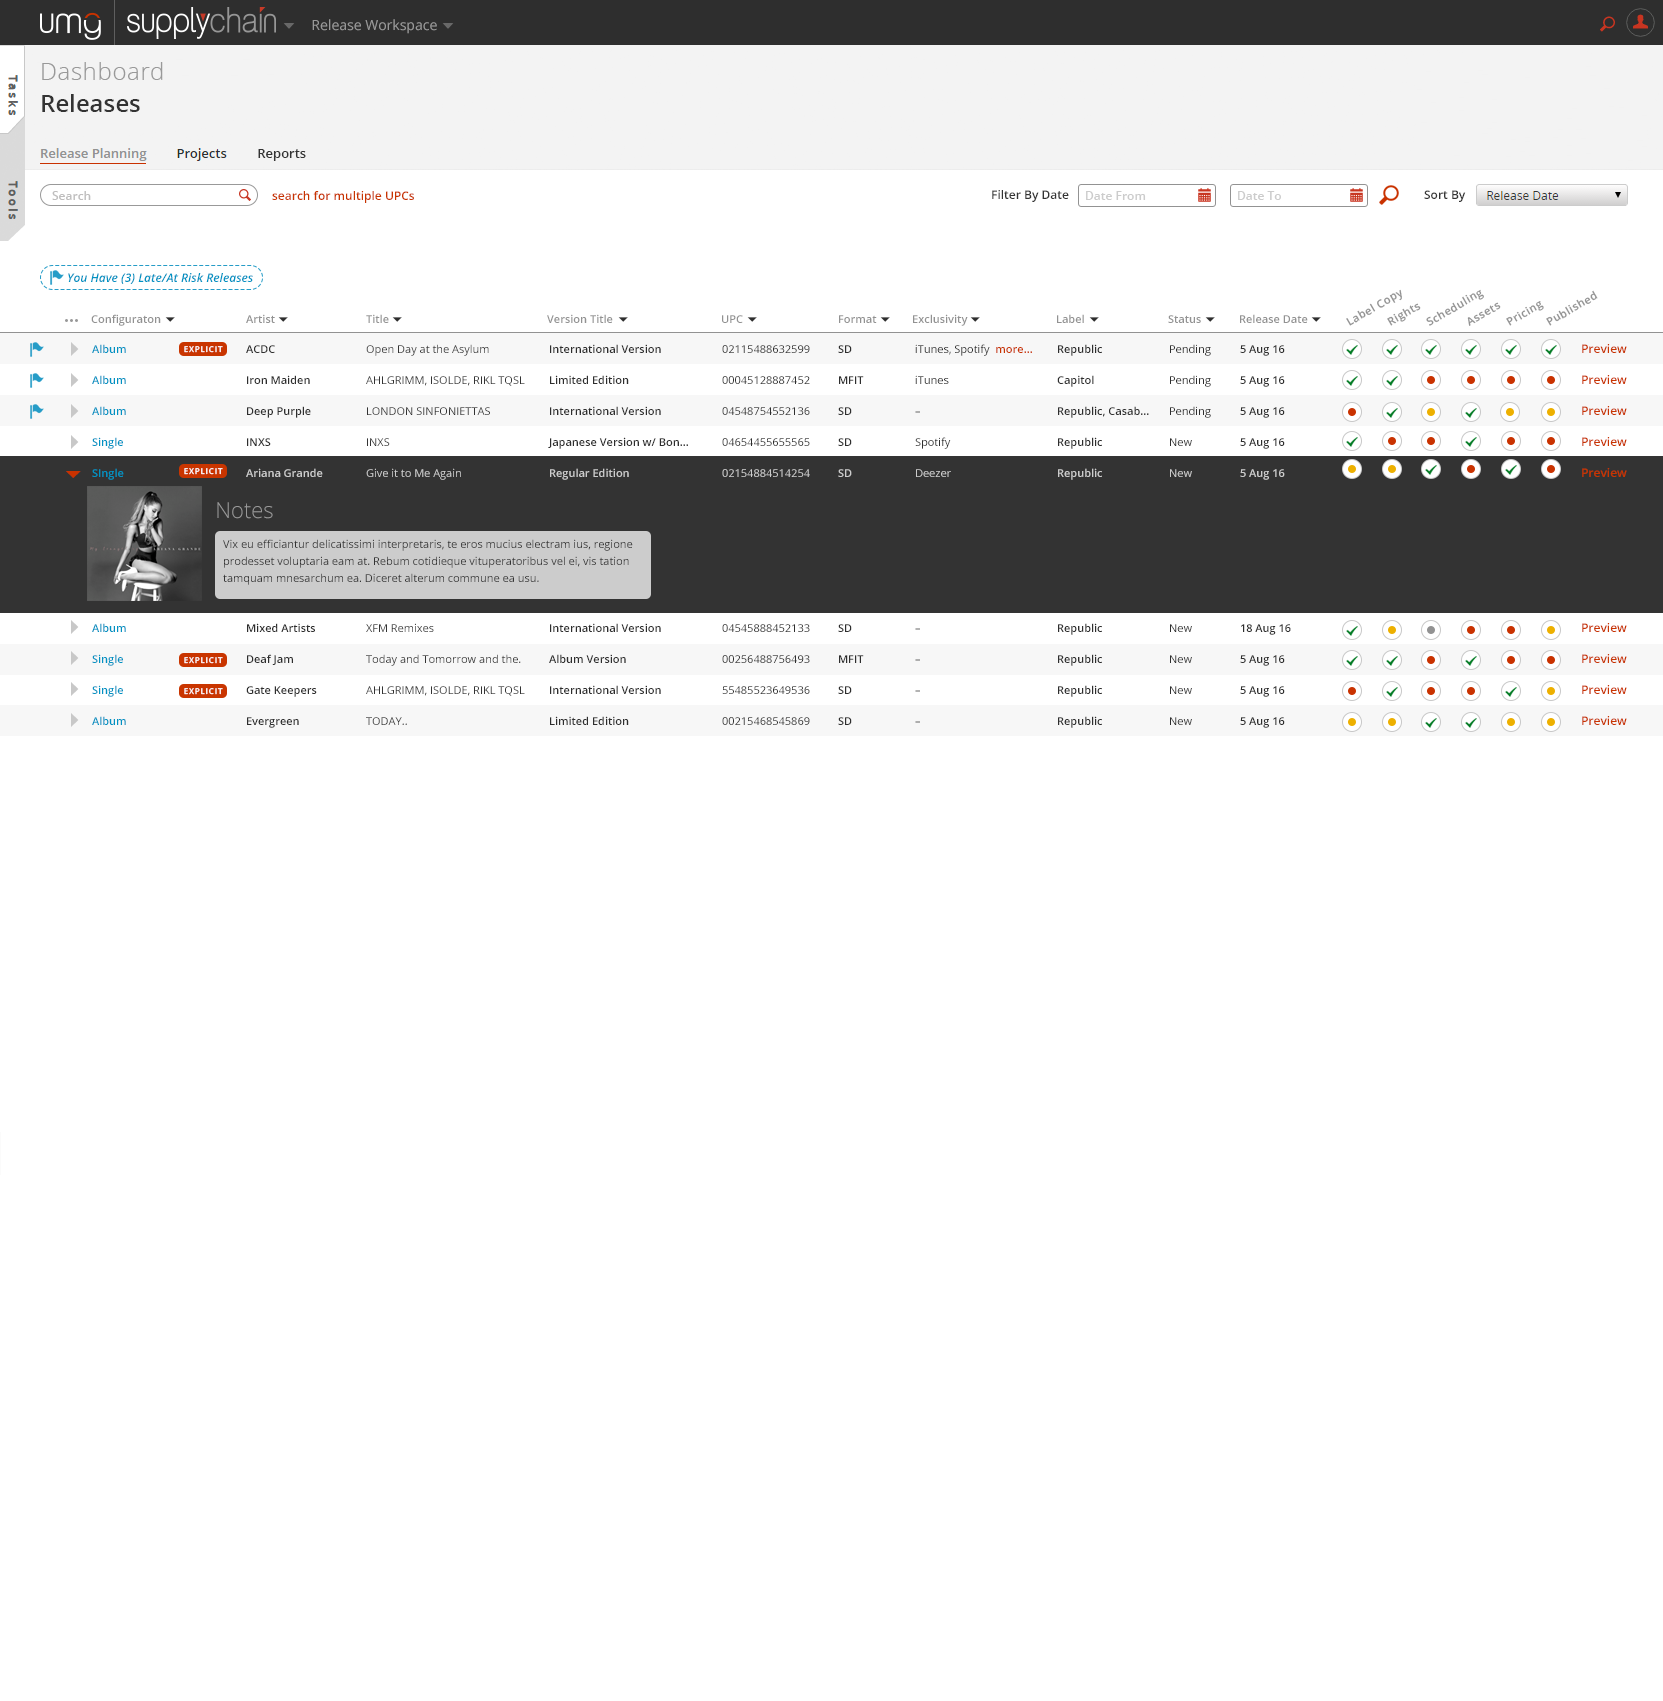 umg supplychain Release Workspace
Dashboard
Releases
Tasks
Tools
Release Planning Projects Reports
Search search for multiple UPCs Filter By Date Date From Date To Sort By Release Date
You Have (3) Late/At Risk Releases
... Configuraton Artist Title Version Title UPC Format Exclusivity Label Status Release Date Label Copy Rights Scheduling Assets Pricing Published
Album EXPLICIT ACDC Open Day at the Asylum International Version 02115488632599 SD iTunes, Spotify more... Republic Pending 5 Aug 16 Preview
Album Iron Maiden AHLGRIMM, ISOLDE, RIKL TQSL Limited Edition 00045128887452 MFIT iTunes Capitol Pending 5 Aug 16 Preview
Album Deep Purple LONDON SINFONIETTAS International Version 04548754552136 SD – Republic, Casab... Pending 5 Aug 16 Preview
Single INXS INXS Japanese Version w/ Bon... 04654455655565 SD Spotify Republic New 5 Aug 16 Preview
Single EXPLICIT Ariana Grande Give it to Me Again Regular Edition 02154884514254 SD Deezer Republic New 5 Aug 16 Preview
Notes
Vix eu efficiantur delicatissimi interpretaris, te eros mucius electram ius, regione
prodesset voluptaria eam at. Rebum cotidieque vituperatoribus vel ei, vis tation
tamquam mnesarchum ea. Diceret alterum commune ea usu.
Album Mixed Artists XFM Remixes International Version 04545888452133 SD – Republic New 18 Aug 16 Preview
Single EXPLICIT Deaf Jam Today and Tomorrow and the. Album Version 00256488756493 MFIT – Republic New 5 Aug 16 Preview
Single EXPLICIT Gate Keepers AHLGRIMM, ISOLDE, RIKL TQSL International Version 55485523649536 SD – Republic New 5 Aug 16 Preview
Album Evergreen TODAY.. Limited Edition 00215468545869 SD – Republic New 5 Aug 16 Preview